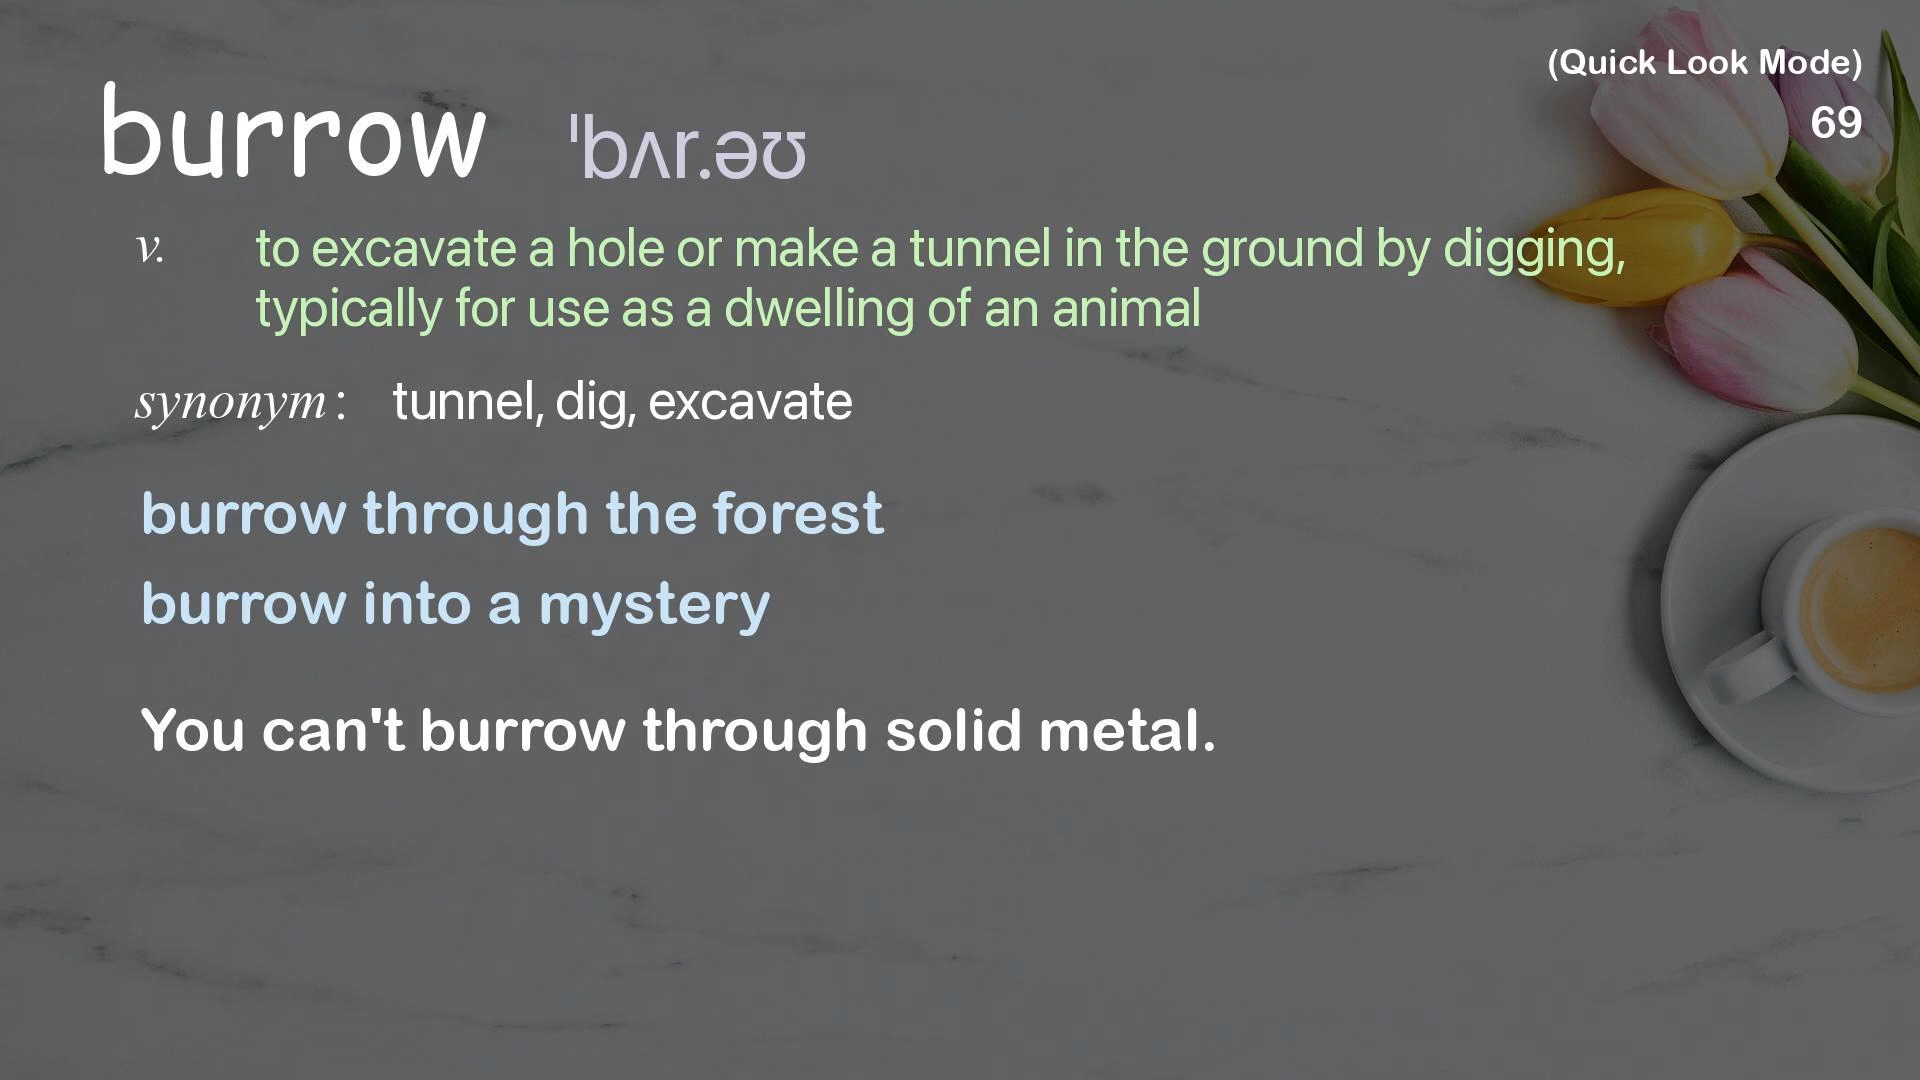 (Quick Look Mode)
69
burrow ˈbʌr.əʊ
v. to excavate a hole or make a tunnel in the ground by digging,
typically for use as a dwelling of an animal
synonym : tunnel, dig, excavate
burrow through the forest
burrow into a mystery
You can't burrow through solid metal.